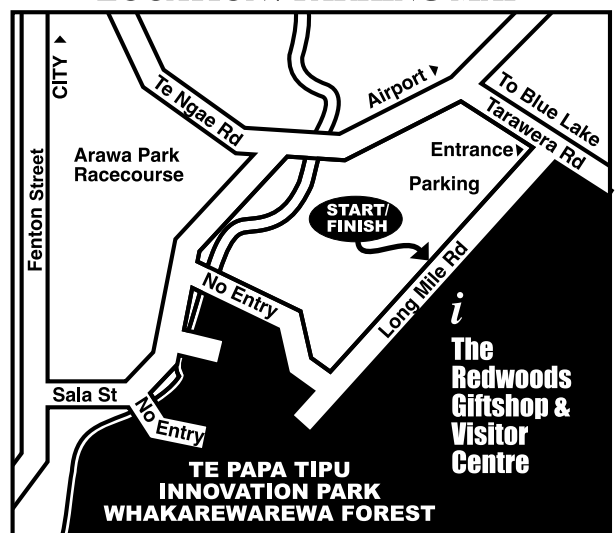 CITY
Te Ngae Rd
Airport
To Blue Lake
Tarawera Rd
Fenton Street
Arawa Park
Racecourse
Entrance
Parking
START/
FINISH
No Entry
Long Mile Rd
i
The
Redwoods
Giftshop &
Visitor
Centre
Sala St
No Entry
TE PAPA TIPU
INNOVATION PARK
WHAKAREWAREWA FOREST